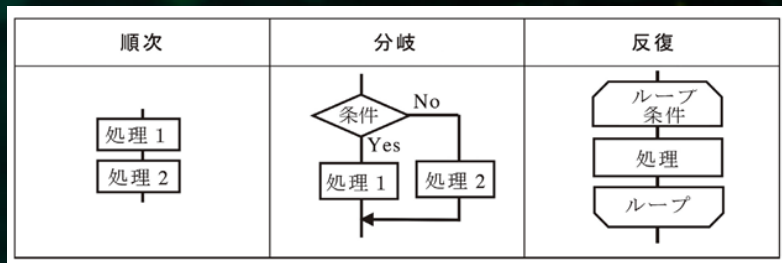 順次
分岐
反復
処理 1
処理 2
条件
No
Yes
処理 1
処理 2
ループ
条件
処理
ループ